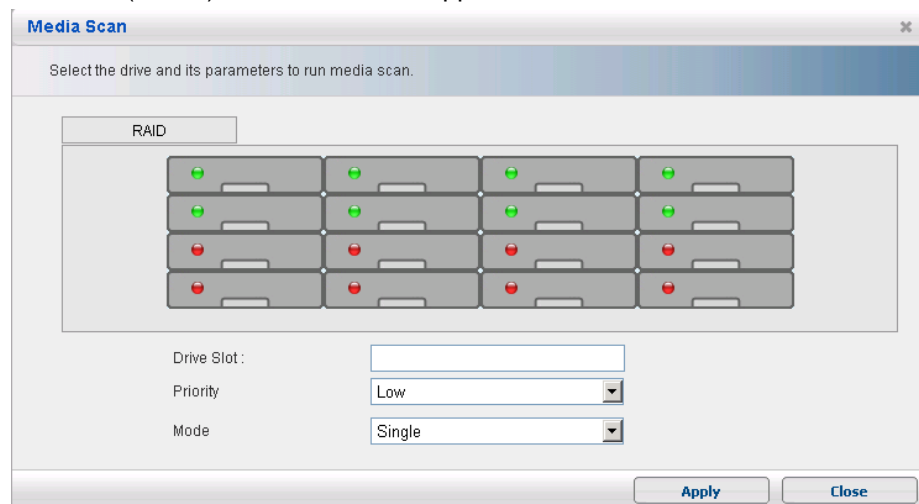 Media Scan
Select the drive and its parameters to run media scan.
RAID
Drive Slot :
Priority
Low
Mode
Single
Apply
Close